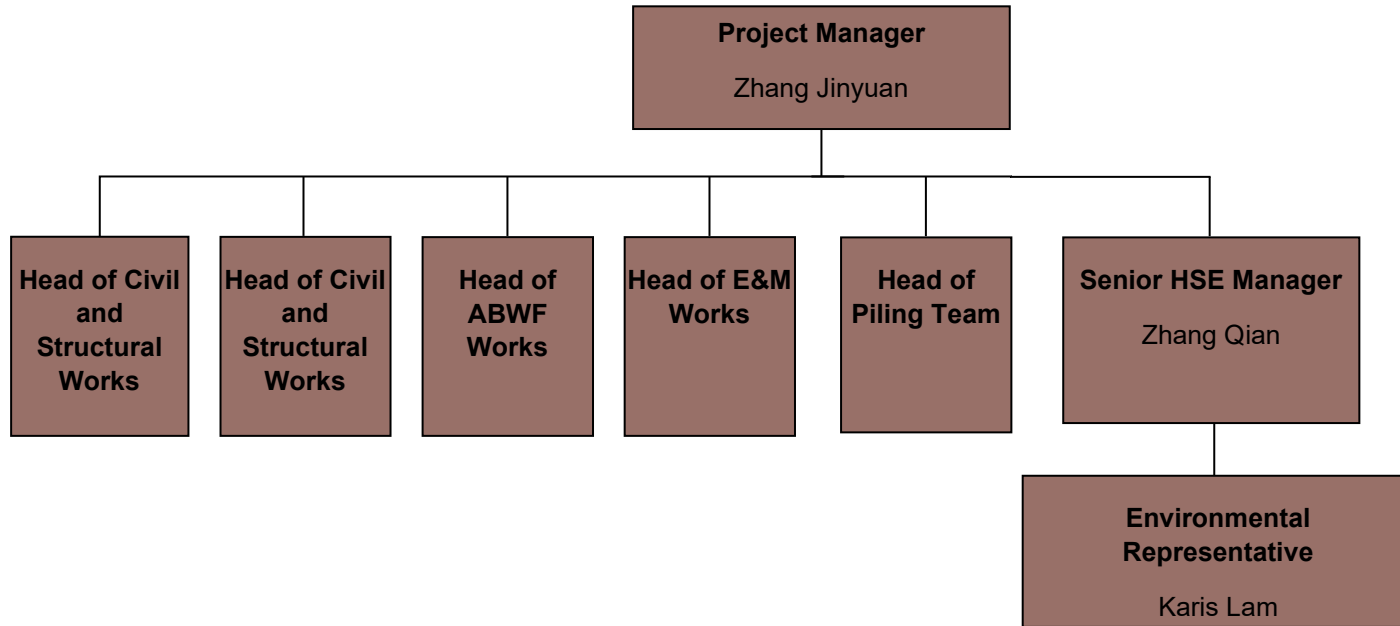 Project Manager
Zhang Jinyuan
Head of Civil
and
Structural
Works
Head of Civil
and
Structural
Works
Head of
ABWF
Works
Head of E&M
Works
Head of
Piling Team
Senior HSE Manager
Zhang Qian
Environmental
Representative
Karis Lam